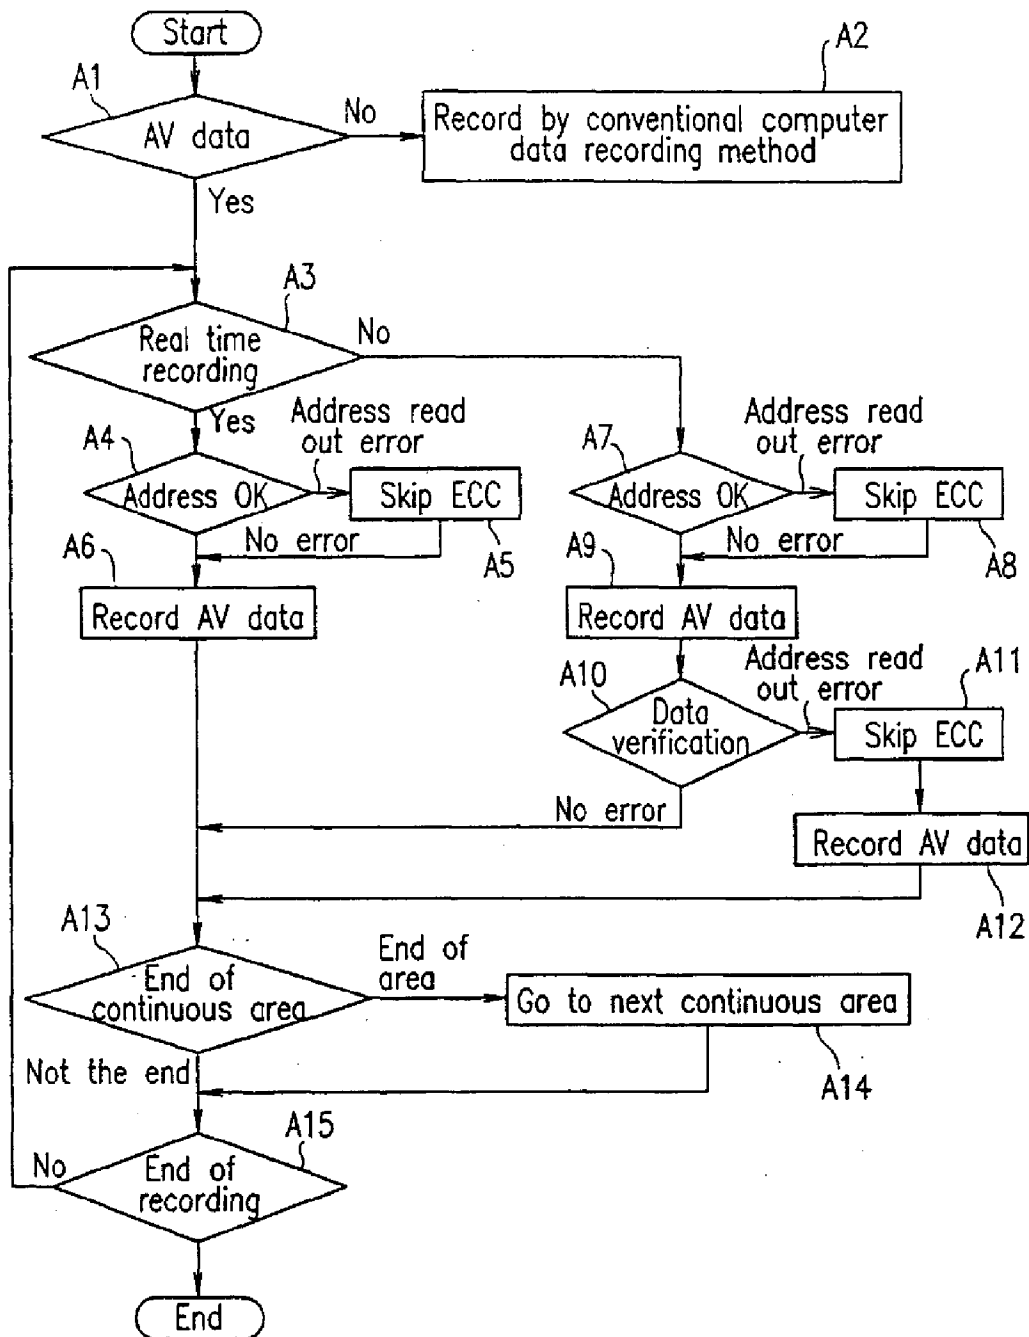 Start
A1
A2
AV data
No
Record by conventional computer
data recording method
Yes
A3
Real time
recording
No
Yes
A4
Address read
out error
Address OK
Skip ECC
No error
A5
A6
Record AV data
A7
Address read
out error
Address OK
Skip ECC
No error
A8
A9
Record AV data
A10
Address read
out error
A11
Data
verification
Skip ECC
No error
Record AV data
A12
A13
End of
continuous area
End of
area
Go to next continuous area
A14
Not the end
A15
No
End of
recording
End